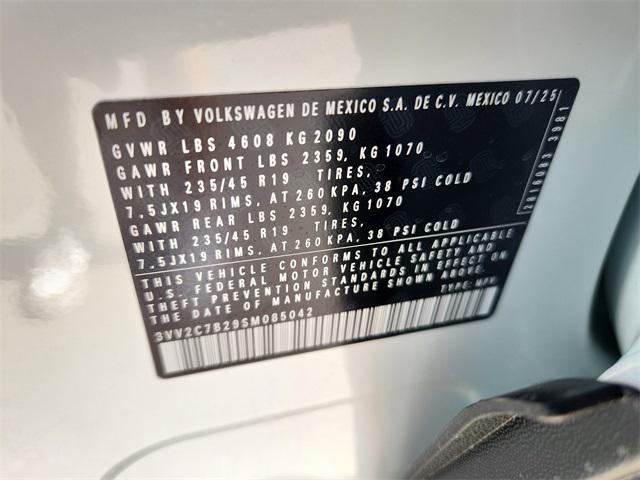 MFD BY VOLKSWAGEN DE MEXICO S.A. DE C.V. MEXICO 07/25
GVWR LBS 4608 KG 2090
GAWR FRONT LBS 2359, KG 1070
WITH 235/45 R19 TIRES,
7.5JX19 RIMS, AT 260 KPA, 38 PSI COLD
GAWR REAR LBS 2359, KG 1070
WITH 235/45 R19 TIRES,
7.5JX19 RIMS, AT 260 KPA, 38 PSI COLD
THIS VEHICLE CONFORMS TO ALL APPLICABLE
U.S. FEDERAL MOTOR VEHICLE SAFETY AND
THEFT PREVENTION STANDARDS IN EFFECT ON
THE DATE OF MANUFACTURE SHOWN ABOVE.
3VV2C7B29SM085042 TYPE: MPV
3981